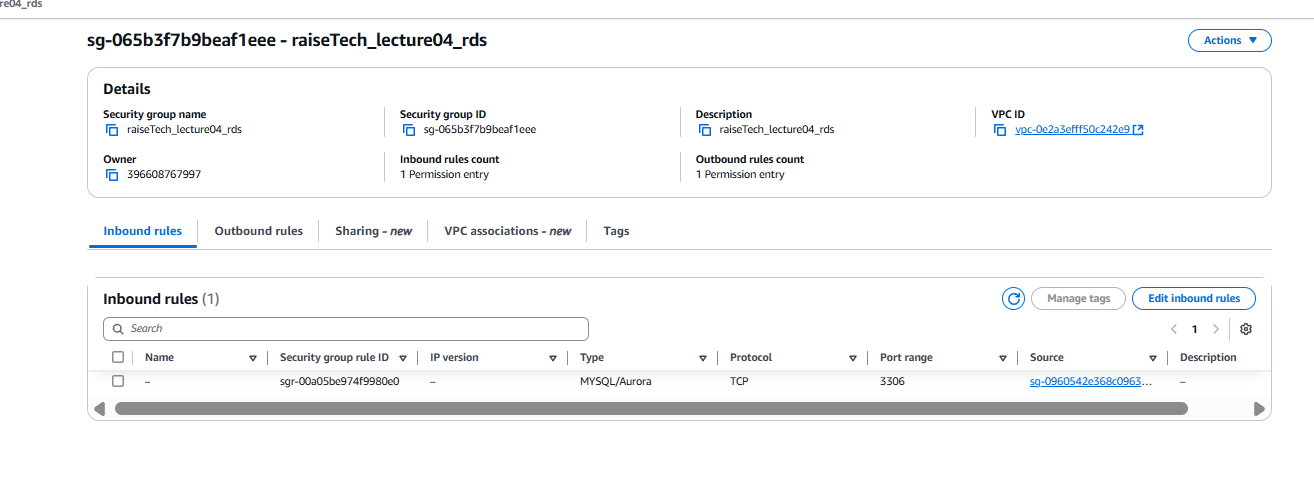 re04_rds
sg-065b3f7b9beaf1eee - raiseTech_lecture04_rds
Actions
Details
Security group name
raiseTech_lecture04_rds
Security group ID
sg-065b3f7b9beaf1eee
Description
raiseTech_lecture04_rds
VPC ID
vpc-0e2a3efff50c242e9
Owner
396608767997
Inbound rules count
1 Permission entry
Outbound rules count
1 Permission entry
Inbound rules Outbound rules Sharing - new VPC associations - new Tags
Inbound rules (1)
Manage tags
Edit inbound rules
Search
1
Name Security group rule ID IP version Type Protocol Port range Source Description
– sgr-00a05be974f9980e0 – MYSQL/Aurora TCP 3306 sg-0960542e368c0963... –